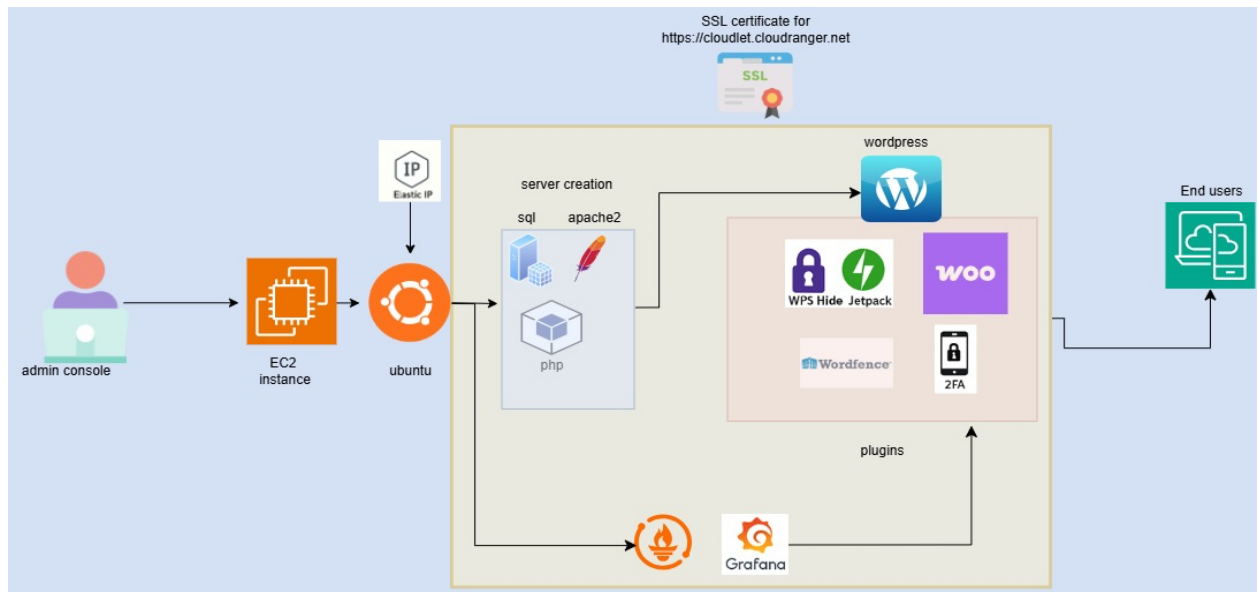 SSL certificate for
https://cloudlet.cloudranger.net
SSL
wordpress
IP
Elastic IP
server creation
sql apache2
End users
woo
WPS Hide Jetpack
php
Wordfence
2FA
admin console
EC2
instance
ubuntu
plugins
Grafana